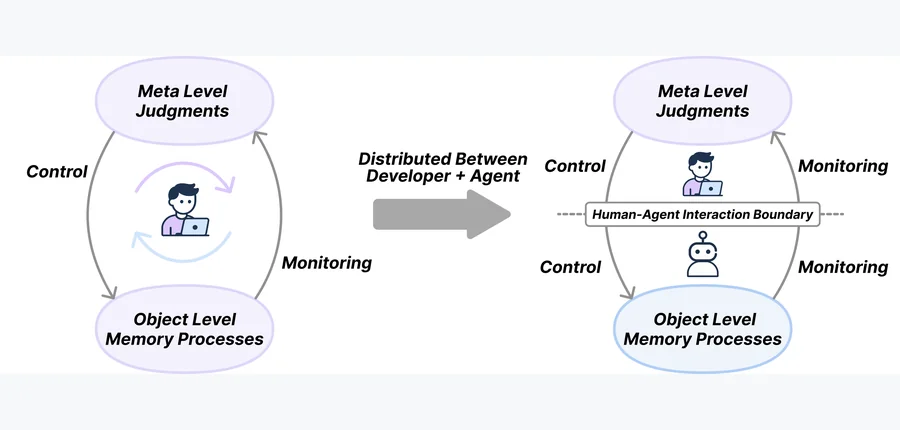 Meta Level
Judgments
Control
Monitoring
Object Level
Memory Processes
Distributed Between
Developer + Agent
Meta Level
Judgments
Control
Monitoring
Human-Agent Interaction Boundary
Control
Monitoring
Object Level
Memory Processes